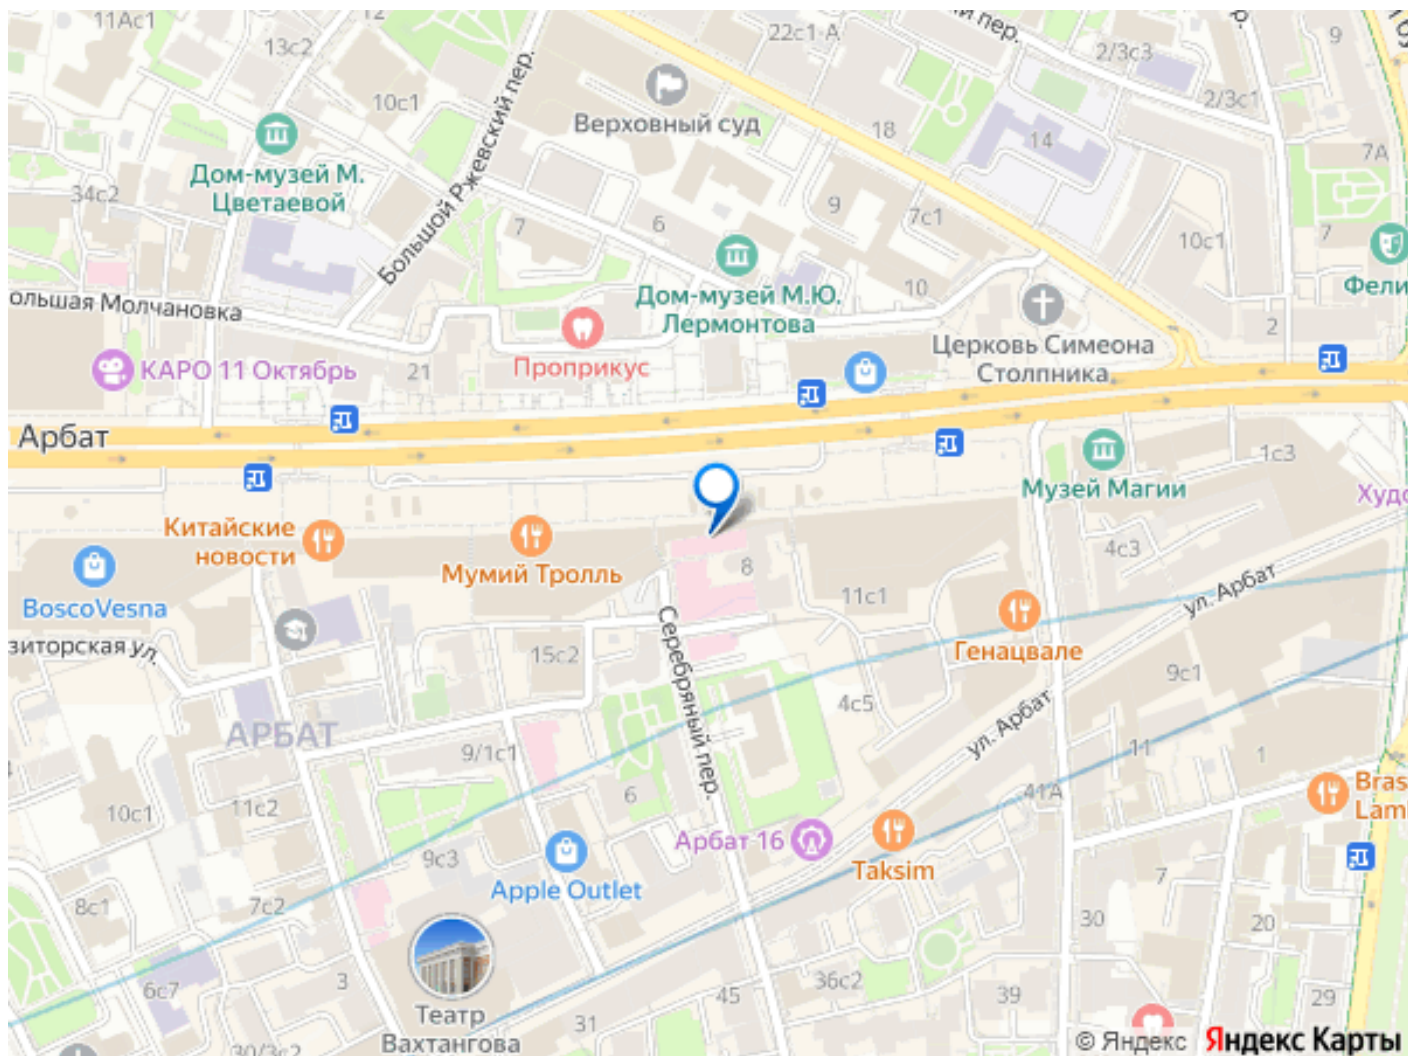 11Ас1
12
13с2
22с1-А
й пер.
р.
9
2/3с3
2/3с1
10с1
Большой Ржевский пер.
Верховный суд
18
14
7А
Дом-музей М.
Цветаевой
34с2
7
6
9
7с1
10с1
7
Фели
ольшая Молчановка
Дом-музей М.Ю.
Лермонтова
10
2
Проприкус
Церковь Симеона
Столпника
КАРО 11 Октябрь
21
Арбат
Музей Магии
1с3
Худо
Китайские
новости
Мумий Тролль
8
4с3
BoscoVesna
11с1
ул. Арбат
зиторская ул.
15с2
Серебряный пер.
Генацвале
9с1
4с5
ул. Арбат
АРБАТ
9/1с1
11
1
10с1
11с2
6
41А
Bras
Lamb
Арбат 16
Taksim
9с3
Apple Outlet
7
8с1
7с2
30
20
6с7
3
45
36с2
39
29
Театр
Вахтангова
31
30/3с2
© Яндекс Яндекс Карты